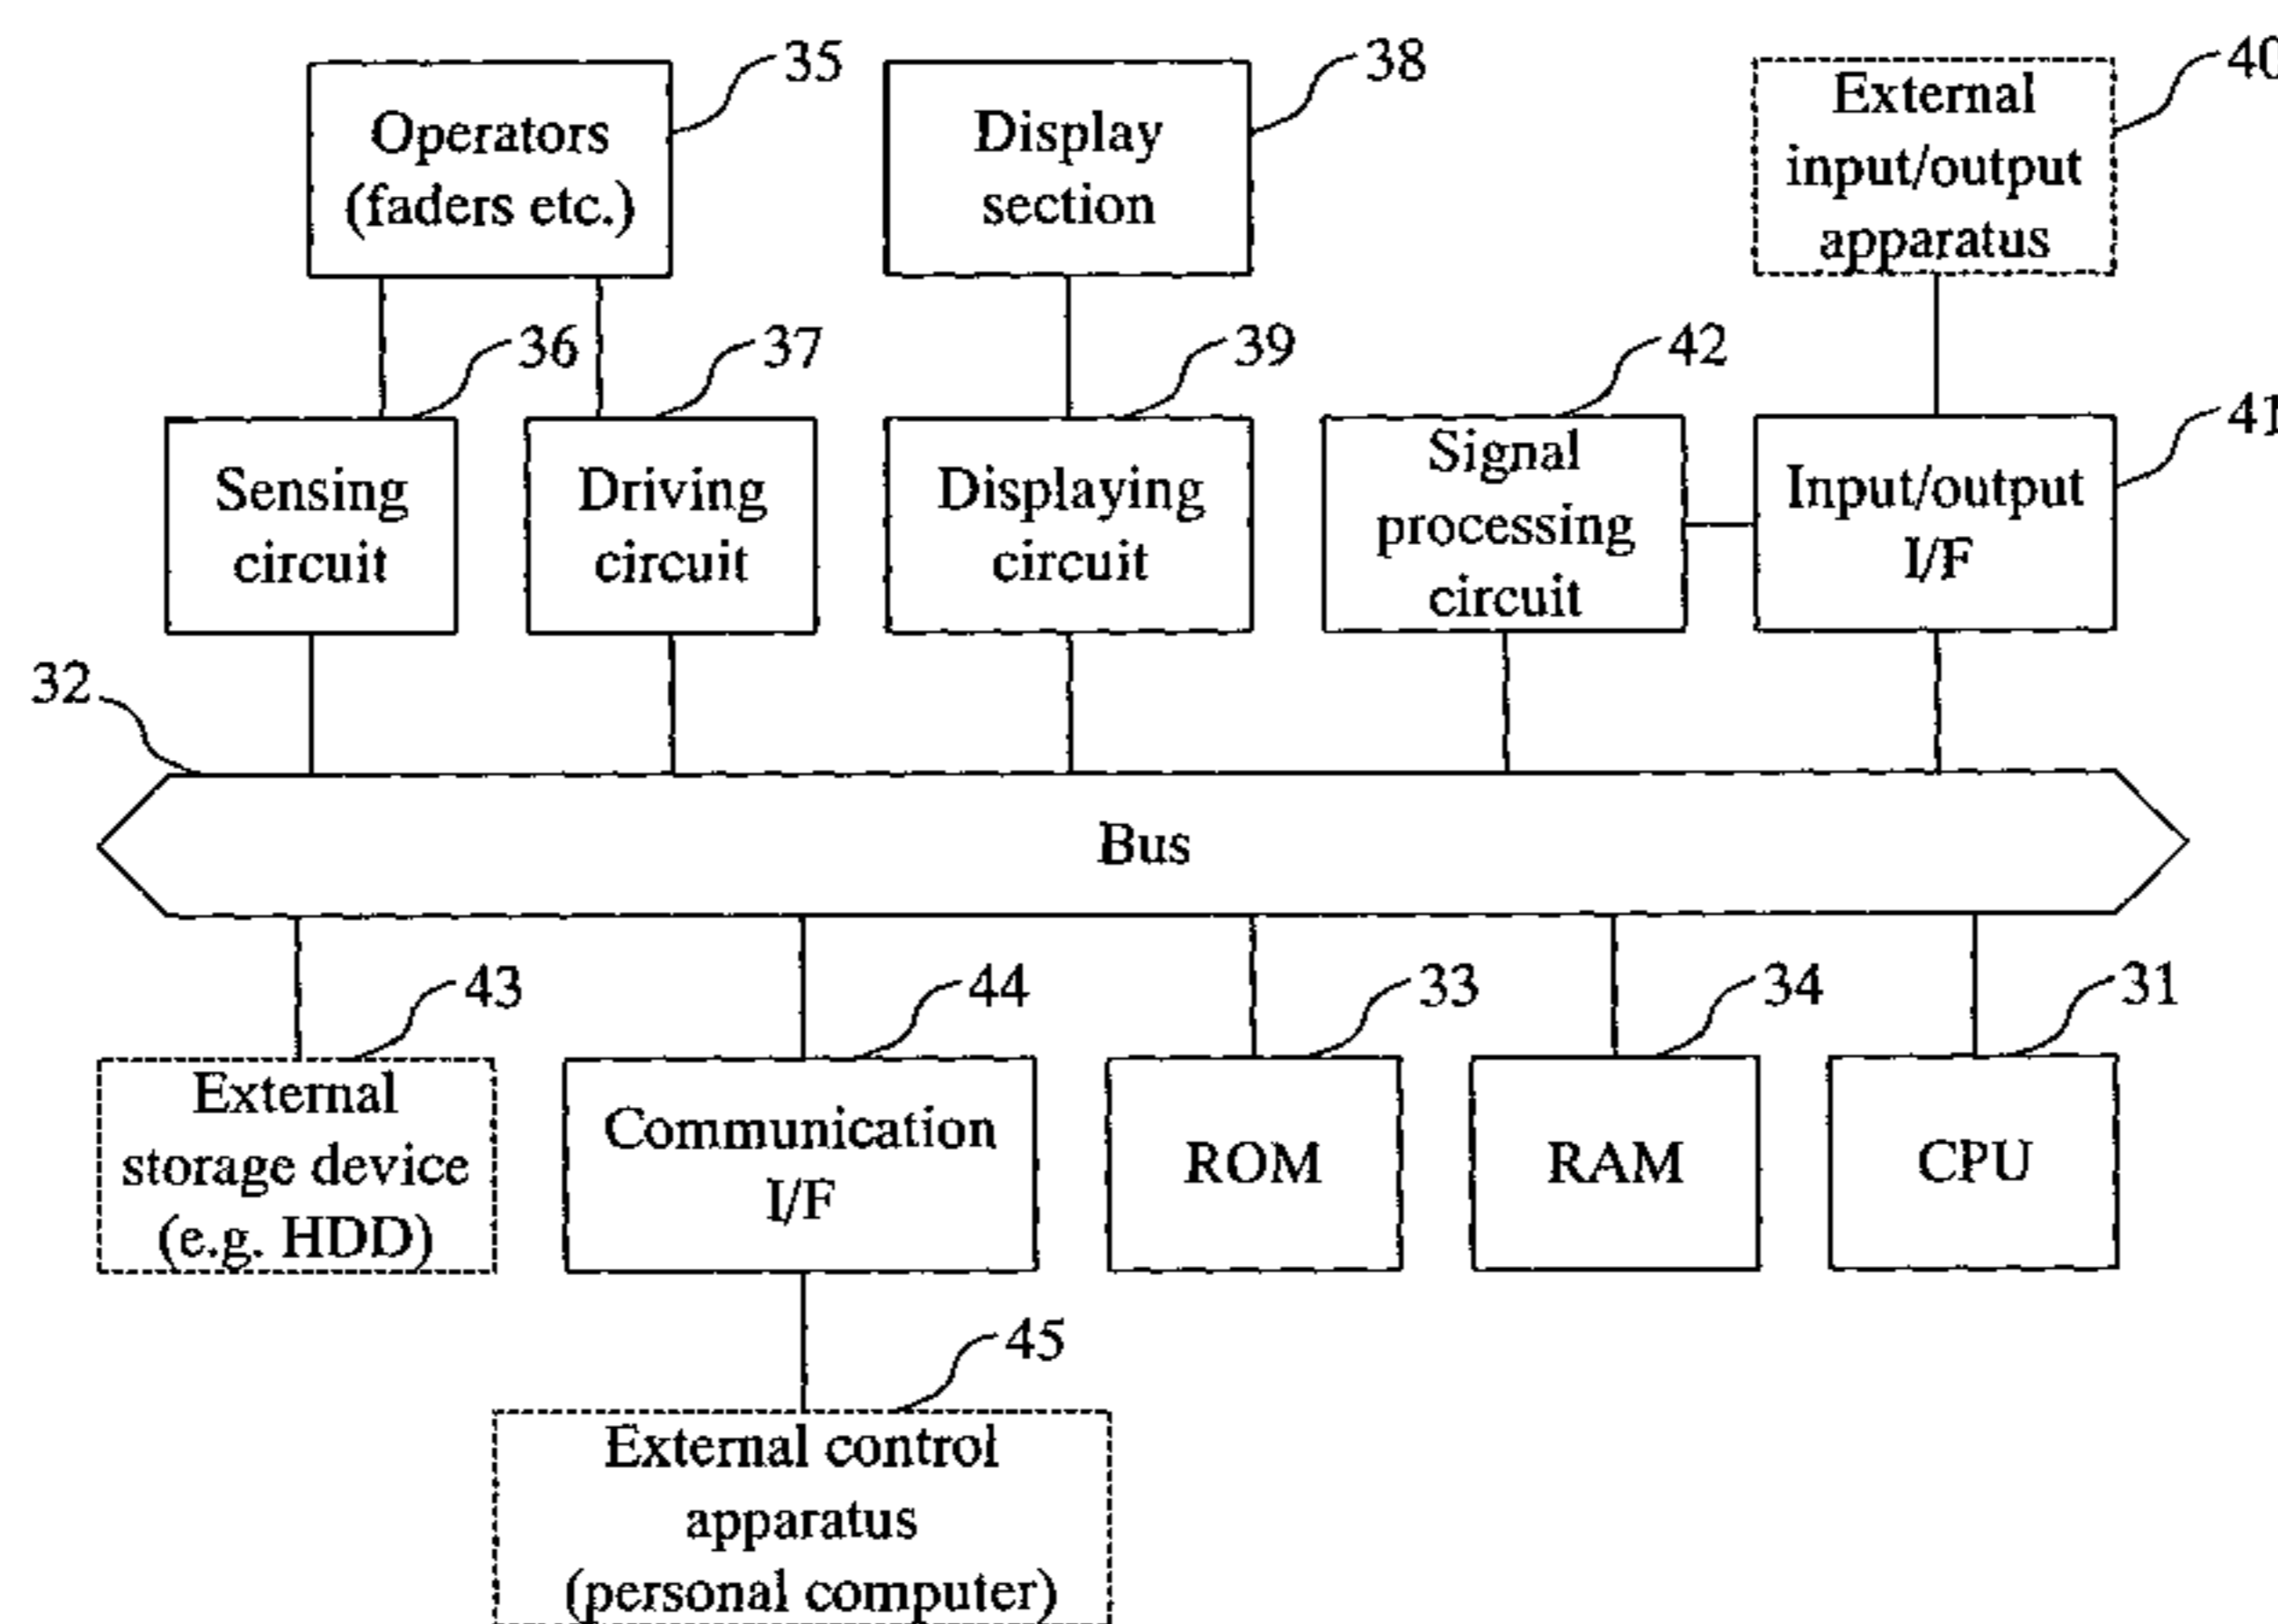 35
38
40
Operators
(faders etc.)
Display
section
External
input/output
apparatus
36
37
39
42
41
Sensing
circuit
Driving
circuit
Displaying
circuit
Signal
processing
circuit
Input/output
I/F
32
Bus
43
44
33
34
31
External
storage device
(e.g. HDD)
Communication
I/F
ROM
RAM
CPU
45
External control
apparatus
(personal computer)